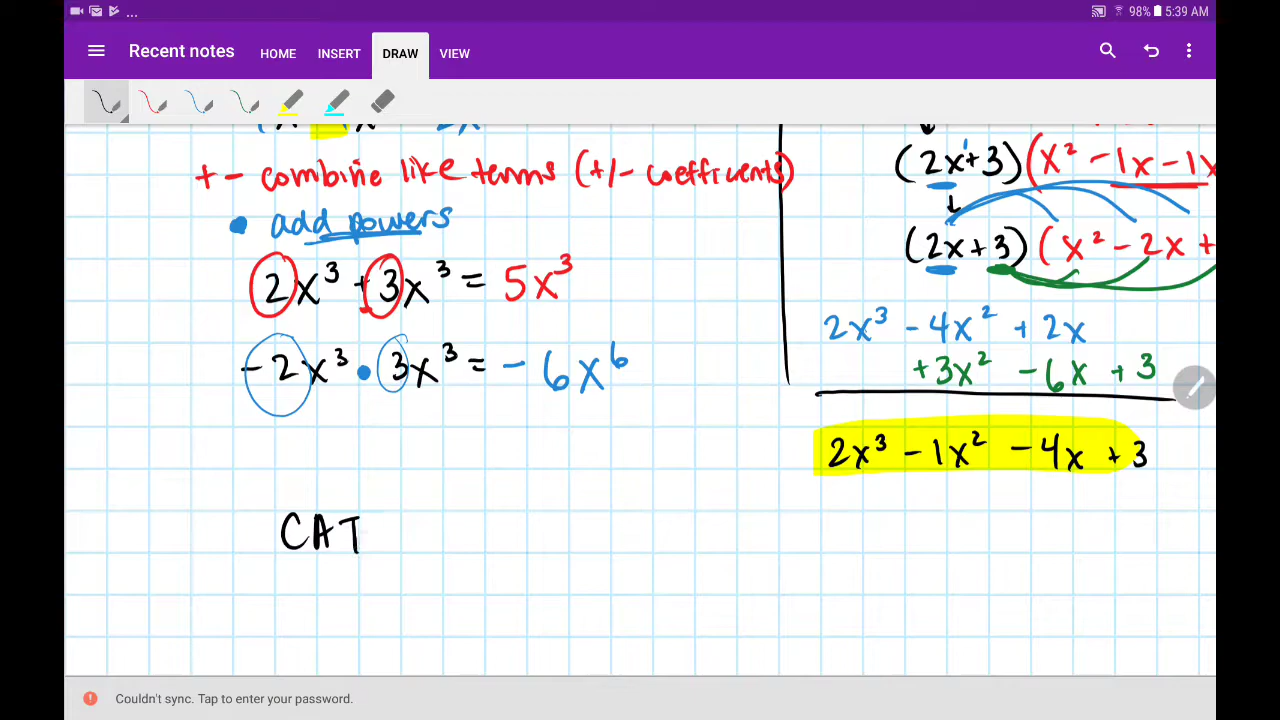 ... 98% 5:39 AM
Recent notes HOME INSERT DRAW VIEW
+ - combine like terms (+/- coefficients)
• add powers
2x³ + 3x³ = 5x³
-2x³ • 3x³ = -6x⁶
CAT
(2x+3)(x² -1x -1x
(2x+3)(x² -2x +
2x³ -4x² +2x
+3x² -6x +3
2x³ -1x² -4x +3
Couldn't sync. Tap to enter your password.